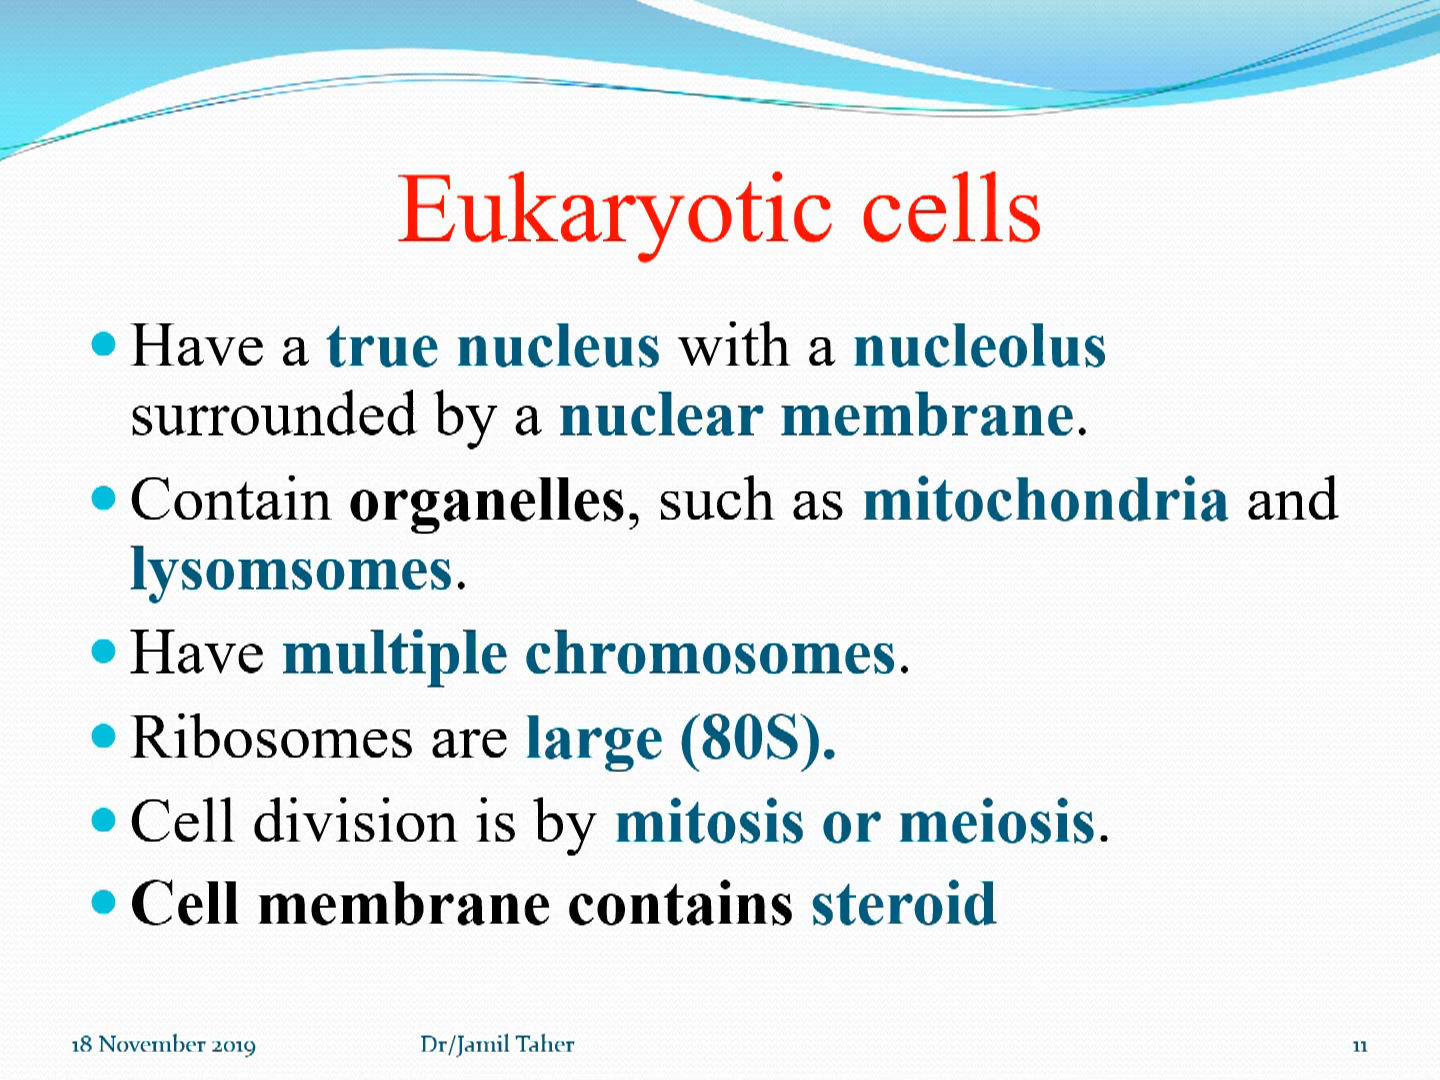 Eukaryotic cells
• Have a true nucleus with a nucleolus
surrounded by a nuclear membrane.
• Contain organelles, such as mitochondria and
lysomsomes.
• Have multiple chromosomes.
• Ribosomes are large (80S).
• Cell division is by mitosis or meiosis.
• Cell membrane contains steroid
18 November 2019 Dr/Jamil Taher 11